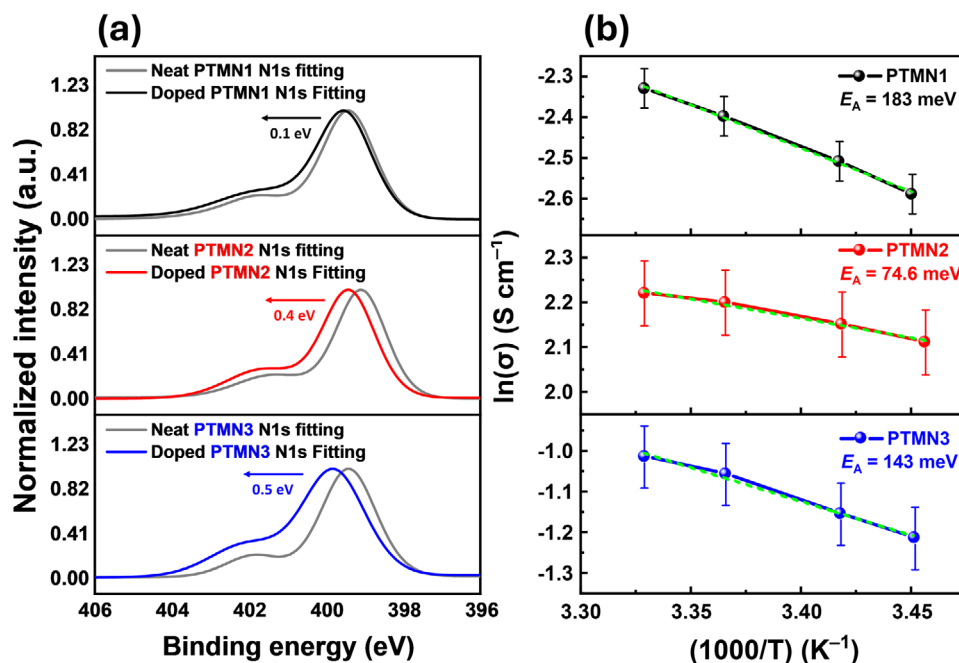 (a)
Normalized intensity (a.u.)
Neat PTMN1 N1s fitting
Doped PTMN1 N1s Fitting
0.1 eV
1.23
0.82
0.41
0.00
Neat PTMN2 N1s fitting
Doped PTMN2 N1s Fitting
0.4 eV
1.23
0.82
0.41
0.00
Neat PTMN3 N1s fitting
Doped PTMN3 N1s Fitting
0.5 eV
1.23
0.82
0.41
0.00
406 404 402 400 398 396
Binding energy (eV)
(b)
ln(σ) (S cm⁻¹)
PTMN1
E_A = 183 meV
-2.3
-2.4
-2.5
-2.6
PTMN2
E_A = 74.6 meV
2.3
2.2
2.1
2.0
PTMN3
E_A = 143 meV
-1.0
-1.1
-1.2
-1.3
3.30 3.35 3.40 3.45
(1000/T) (K⁻¹)